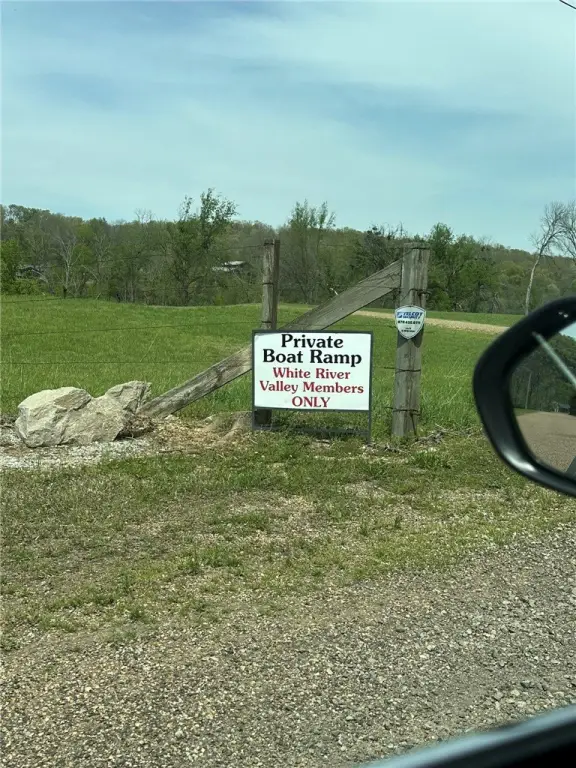 Private
Boat Ramp
White River
Valley Members
ONLY